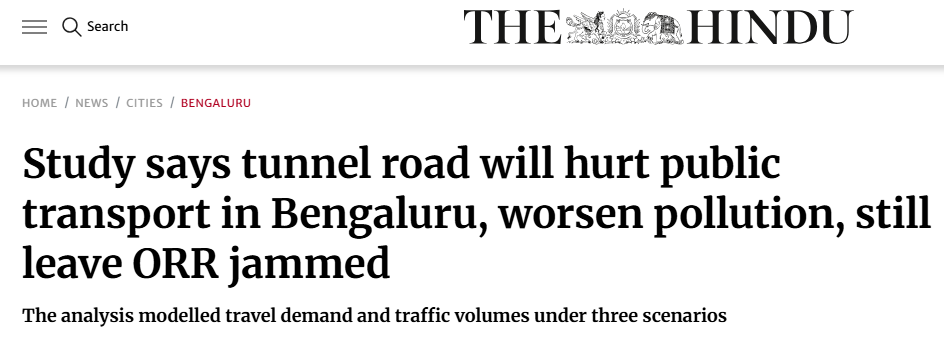 Search
THE HINDU
HOME / NEWS / CITIES / BENGALURU
Study says tunnel road will hurt public
transport in Bengaluru, worsen pollution, still
leave ORR jammed
The analysis modelled travel demand and traffic volumes under three scenarios